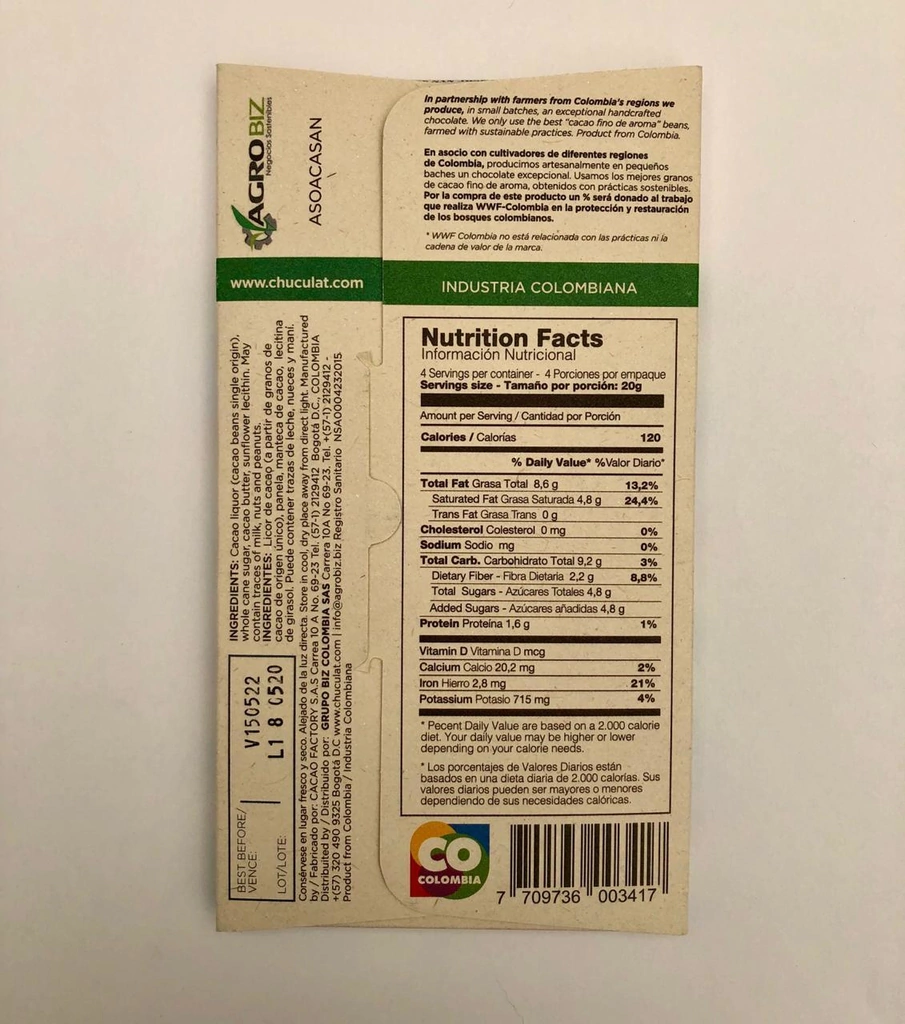 AGROBIZ
Negocios Sostenibles
ASOACASAN
In partnership with farmers from Colombia's regions we
produce, in small batches, an exceptional handcrafted
chocolate. We only use the best "cacao fino de aroma" beans,
farmed with sustainable practices. Product from Colombia.
En asocio con cultivadores de diferentes regiones
de Colombia, producimos artesanalmente en pequeños
baches un chocolate excepcional. Usamos los mejores granos
de cacao fino de aroma, obtenidos con prácticas sostenibles.
Por la compra de este producto un % será donado al trabajo
que realiza WWF-Colombia en la protección y restauración
de los bosques colombianos.
* WWF Colombia no está relacionada con las prácticas ni la
cadena de valor de la marca.
www.chuculat.com
INDUSTRIA COLOMBIANA
INGREDIENTS: Cacao liquor (cacao beans single origin),
whole cane sugar, cacao butter, sunflower lecithin. May
contain traces of milk, nuts and peanuts.
INGREDIENTES: Licor de cacao (a partir de granos de
cacao de origen único), panela, manteca de cacao, lecitina
de girasol. Puede contener trazas de leche, nueces y maní.
BEST BEFORE/
VENCE:
V150522
LOT/LOTE:
L1 8 0520
Consérvese en lugar fresco y seco. Alejado de la luz directa. Store in cool, dry place away from direct light. Manufactured
by / Fabricado por: CACAO FACTORY S.A.S Carrea 10 A No. 69-23 Tel. (57-1) 2129412 Bogotá D.C., COLOMBIA
Distribuited by / Distribuido por: GRUPO BIZ COLOMBIA SAS Carrera 10A No 69-23. Tel. +(57-1) 2129412 -
+(57) 320 490 9325 Bogotá D.C www.chuculat.com | info@agrobiz.biz Registro Sanitario NSA0004232015
Product from Colombia / Industria Colombiana
Nutrition Facts
Información Nutricional
4 Servings per container - 4 Porciones por empaque
Servings size - Tamaño por porción: 20g
Amount per Serving / Cantidad por Porción
Calories / Calorías 120
% Daily Value* %Valor Diario*
Total Fat Grasa Total 8,6 g 13,2%
Saturated Fat Grasa Saturada 4,8 g 24,4%
Trans Fat Grasa Trans 0 g
Cholesterol Colesterol 0 mg 0%
Sodium Sodio mg 0%
Total Carb. Carbohidrato Total 9,2 g 3%
Dietary Fiber - Fibra Dietaria 2,2 g 8,8%
Total Sugars - Azúcares Totales 4,8 g
Added Sugars - Azúcares añadidas 4,8 g
Protein Proteína 1,6 g 1%
Vitamin D Vitamina D mcg
Calcium Calcio 20,2 mg 2%
Iron Hierro 2,8 mg 21%
Potassium Potasio 715 mg 4%
* Pecent Daily Value are based on a 2.000 calorie
diet. Your daily value may be higher or lower
depending on your calorie needs.
* Los porcentajes de Valores Diarios están
basados en una dieta diaria de 2.000 calorías. Sus
valores diarios pueden ser mayores o menores
dependiendo de sus necesidades calóricas.
CO
COLOMBIA
7 709736 003417